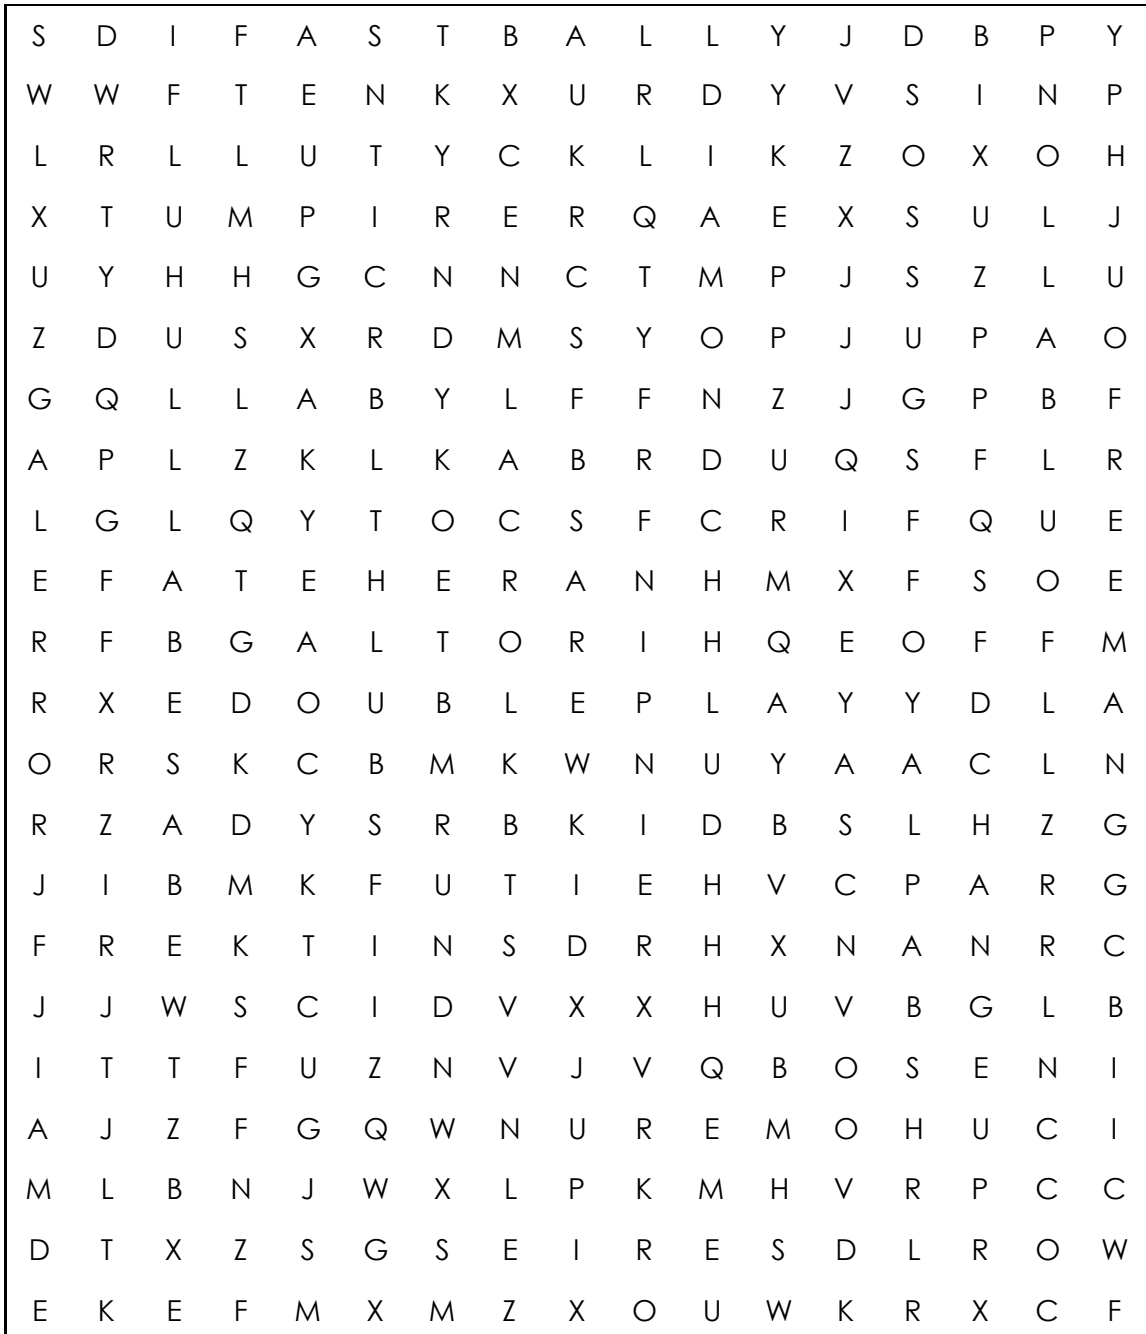 S D I F A S T B A L L Y J D B P Y
W W F T E N K X U R D Y V S I N P
L R L L U T Y C K L I K Z O X O H
X T U M P I R E R Q A E X S U L J
U Y H H G C N N C T M P J S Z L U
Z D U S X R D M S Y O P J U P A O
G Q L L A B Y L F F N Z J G P B F
A P L Z K L K A B R D U Q S F L R
L G L Q Y T O C S F C R I F Q U E
E F A T E H E R A N H M X F S O E
R F B G A L T O R I H Q E O F F M
R X E D O U B L E P L A Y Y D L A
O R S K C B M K W N U Y A A C L N
R Z A D Y S R B K I D B S L H Z G
J I B M K F U T I E H V C P A R G
F R E K T I N S D R H X N A N R C
J J W S C I D V X X H U V B G L B
I T T F U Z N V J V Q B O S E N I
A J Z F G Q W N U R E M O H U C I
M L B N J W X L P K M H V R P C C
D T X Z S G S E I R E S D L R O W
E K E F M X M Z X O U W K R X C F